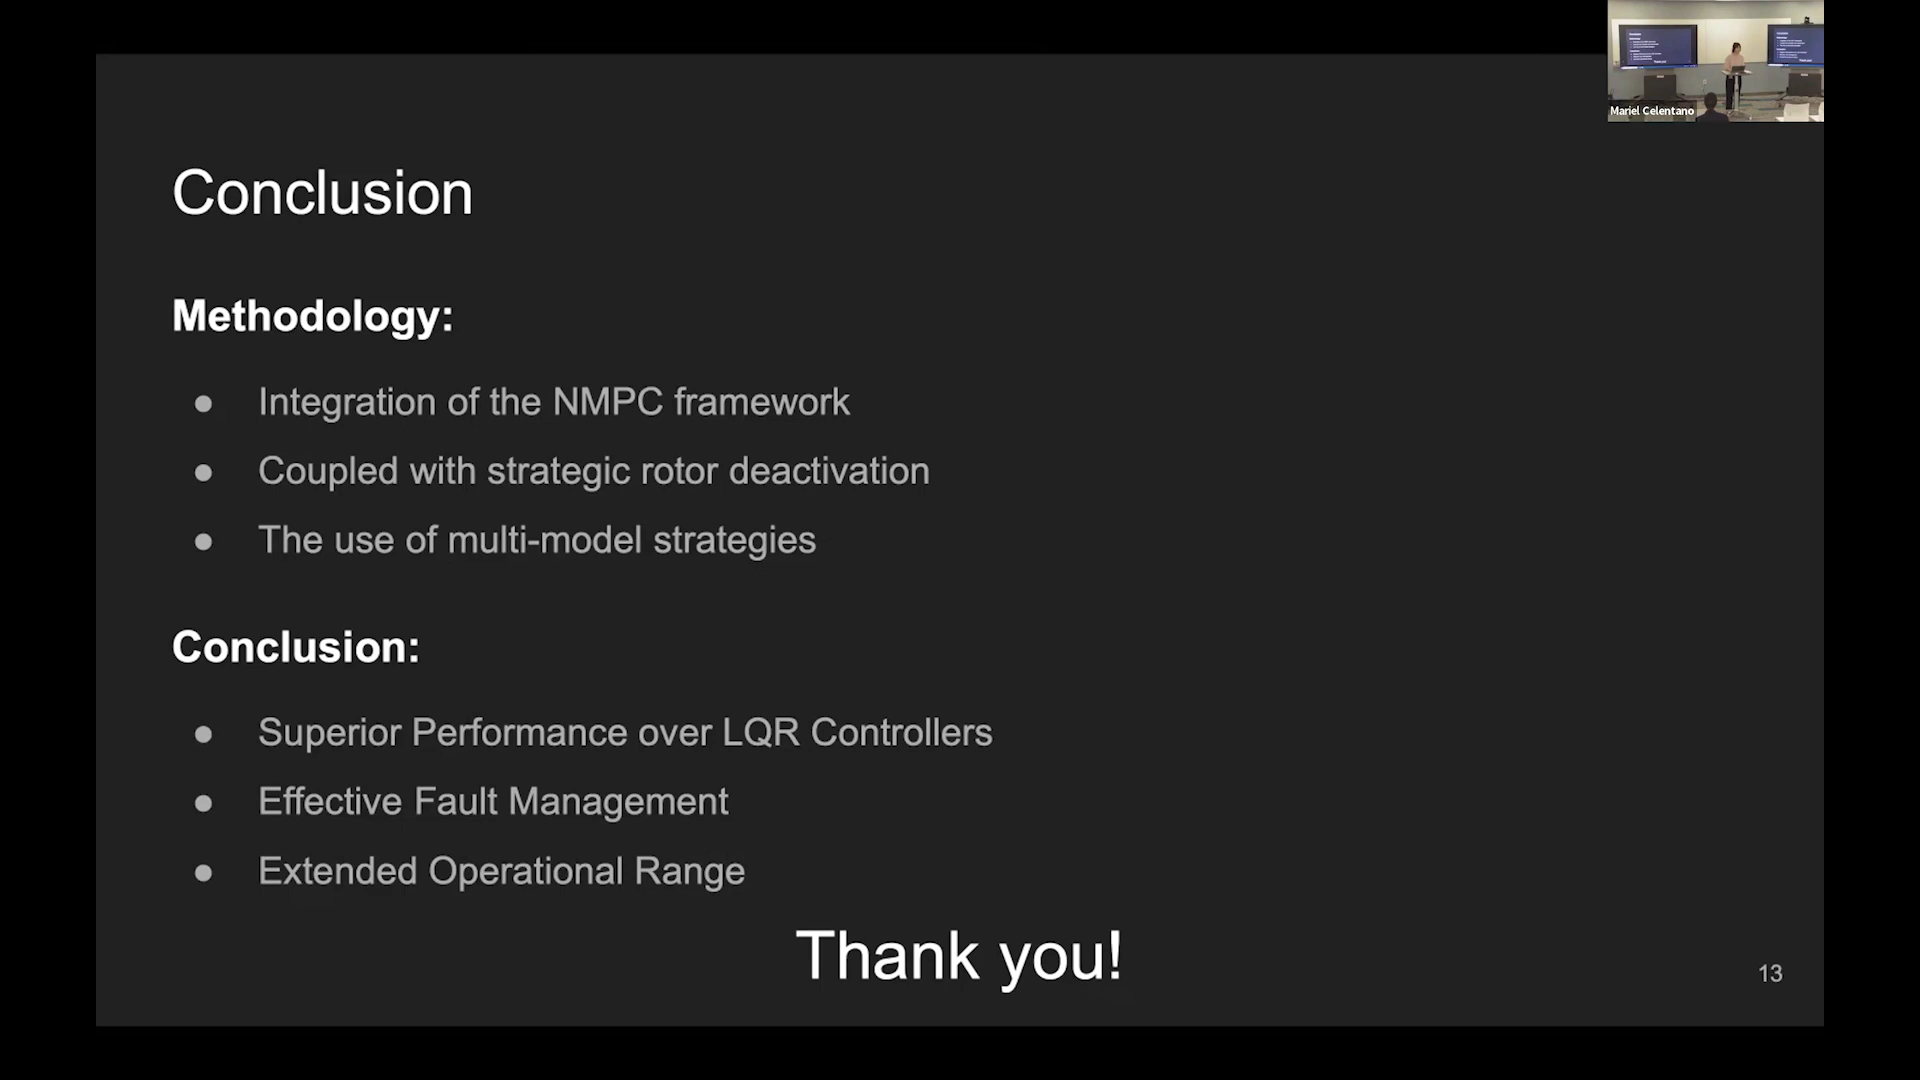 Mariel Celentano
Conclusion
Methodology:
● Integration of the NMPC framework
● Coupled with strategic rotor deactivation
● The use of multi-model strategies
Conclusion:
● Superior Performance over LQR Controllers
● Effective Fault Management
● Extended Operational Range
Thank you!
13